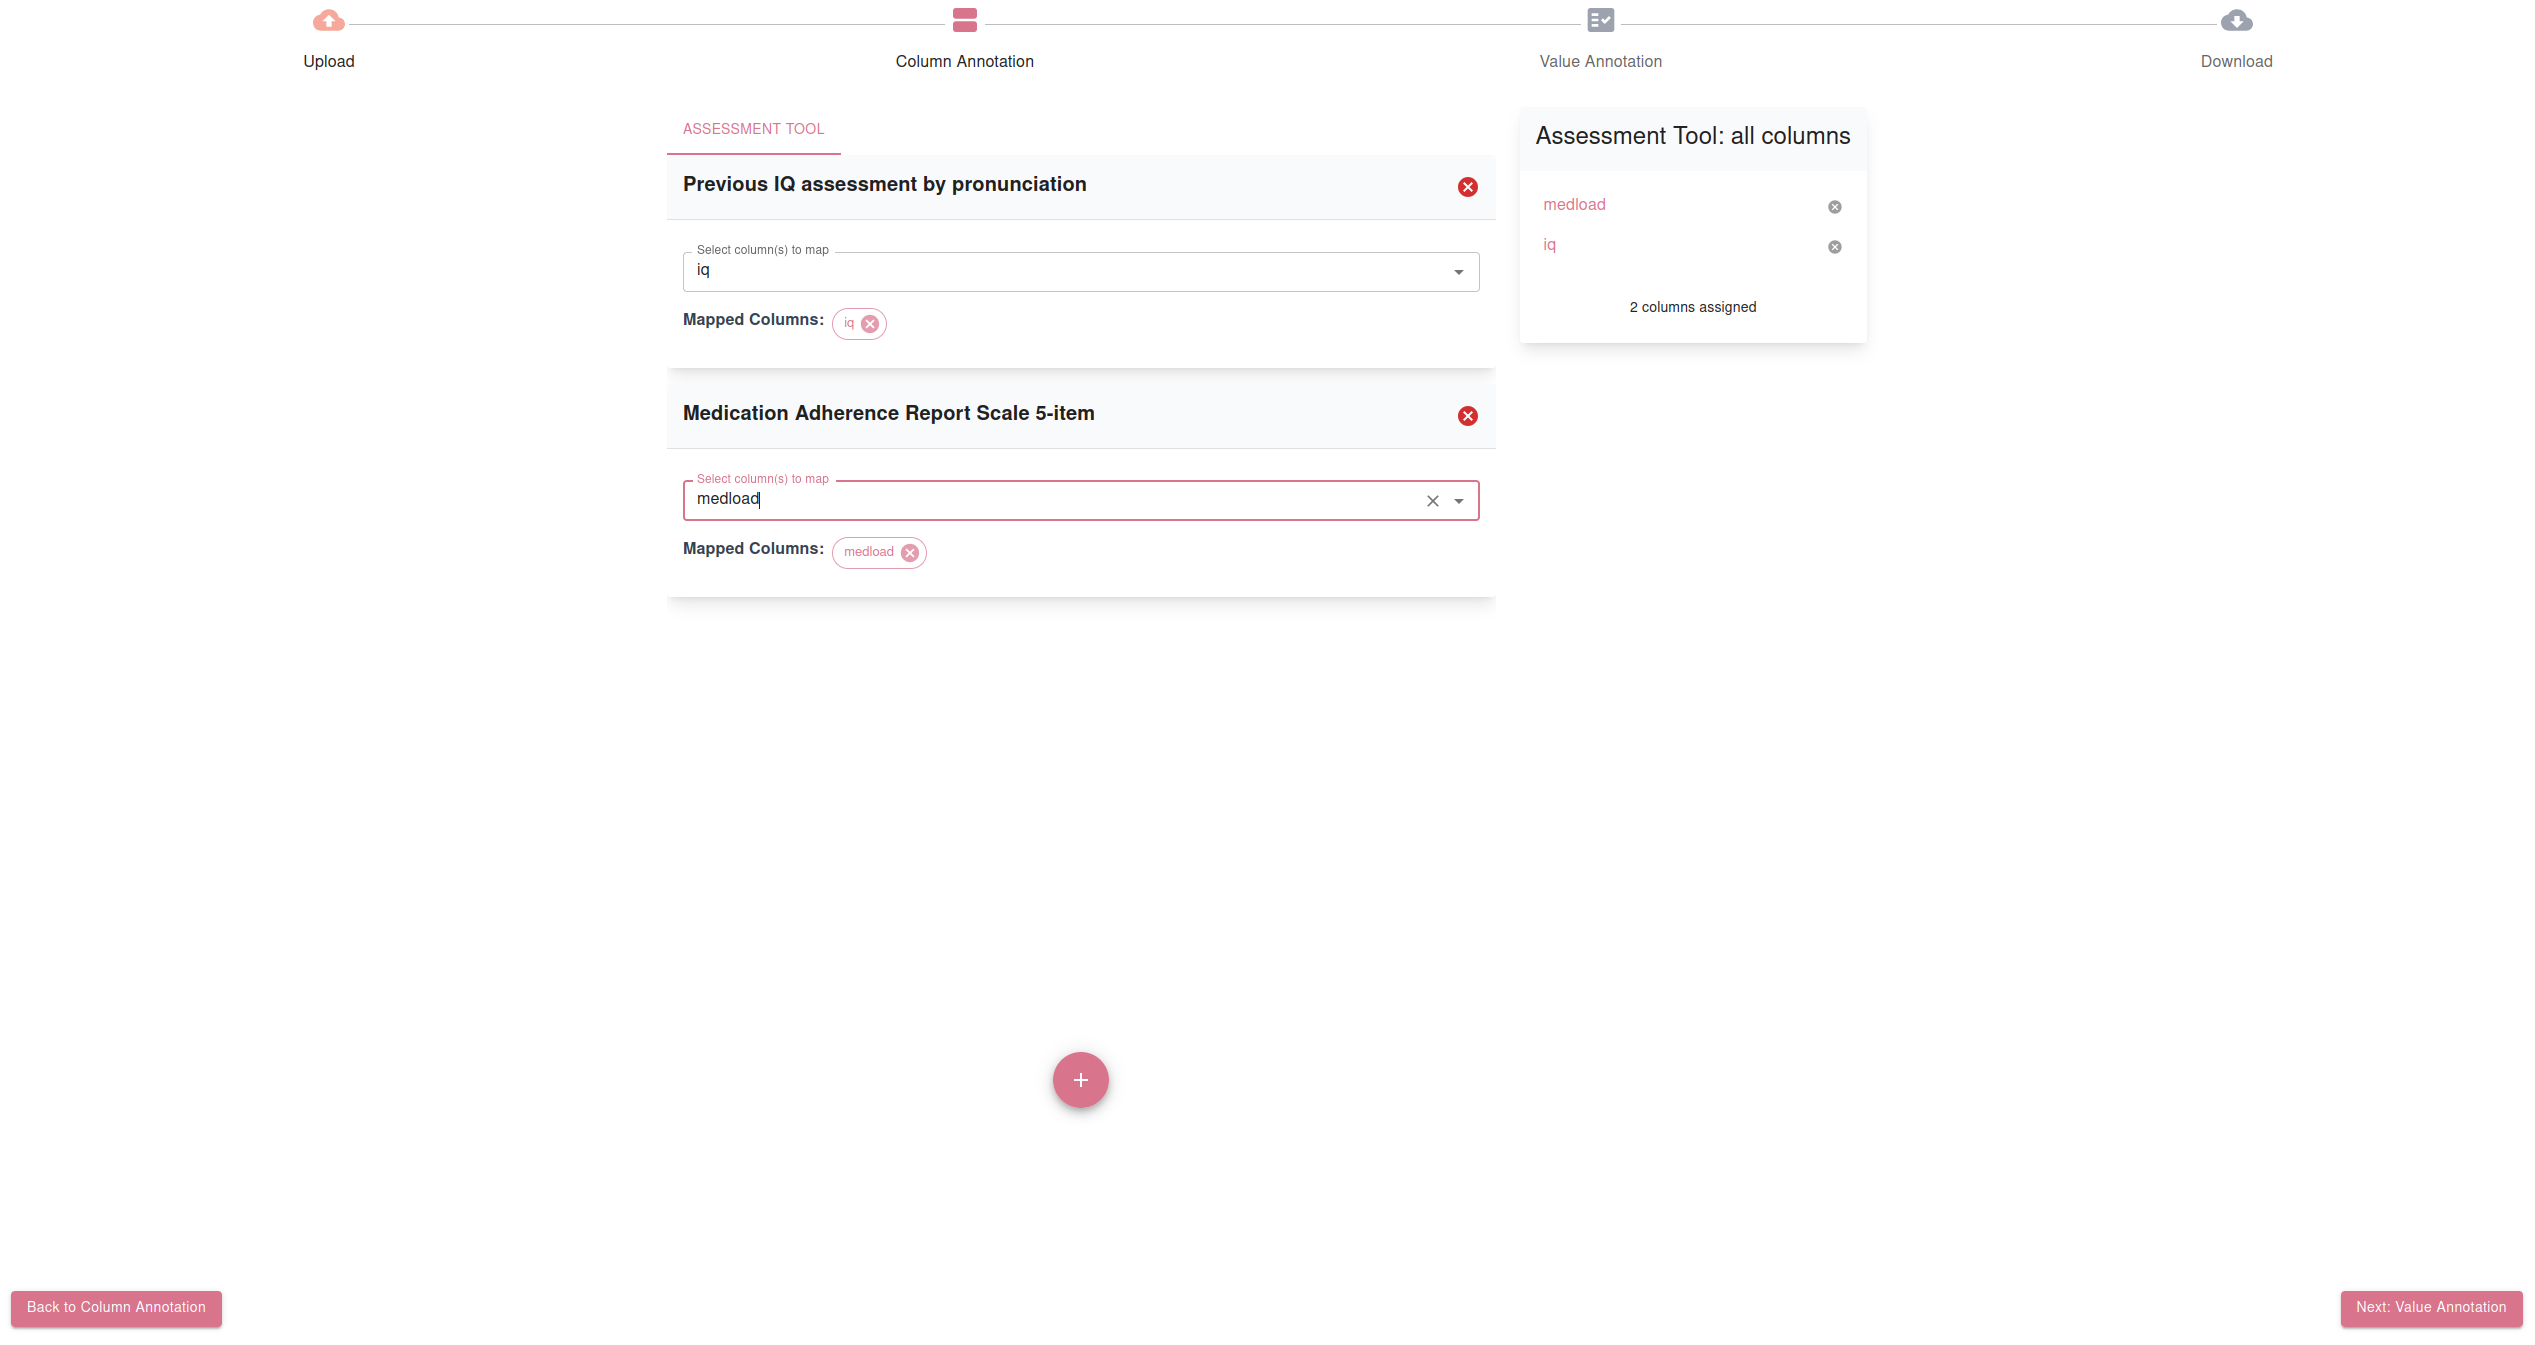 Upload
Column Annotation
Value Annotation
Download
ASSESSMENT TOOL
Previous IQ assessment by pronunciation
Select column(s) to map
iq
Mapped Columns: iq
Medication Adherence Report Scale 5-item
Select column(s) to map
medload
Mapped Columns: medload
Assessment Tool: all columns
medload
iq
2 columns assigned
Back to Column Annotation
Next: Value Annotation